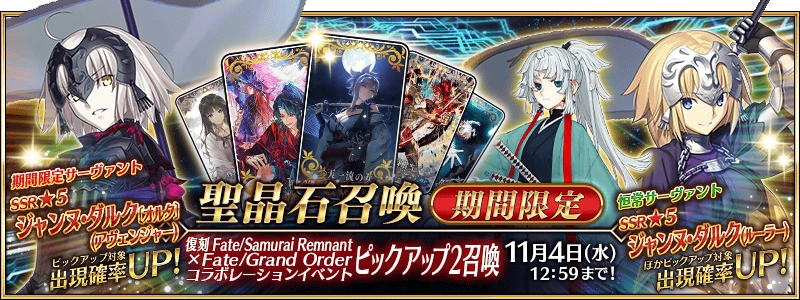 期間限定サーヴァント
SSR★5
ジャンヌ・ダルク〔オルタ〕
(アヴェンジャー)
ピックアップ対象
出現確率UP!
聖晶石召喚
期間限定
復刻 Fate/Samurai Remnant
×Fate/Grand Order
コラボレーションイベント
ピックアップ2召喚
11月4日(水)
12:59まで!
恒常サーヴァント
SSR★5
ジャンヌ・ダルク(ルーラー)
ほかピックアップ対象
出現確率UP!